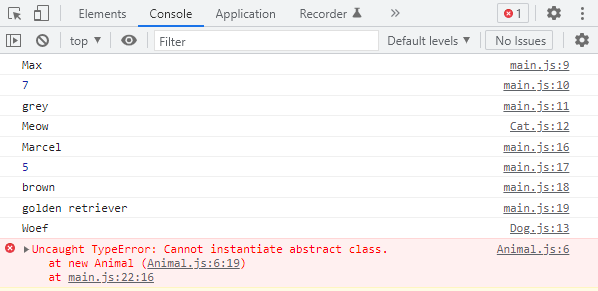 Elements Console Application Recorder » 1
top Filter Default levels No Issues
Max main.js:9
7 main.js:10
grey main.js:11
Meow Cat.js:12
Marcel main.js:16
5 main.js:17
brown main.js:18
golden retriever main.js:19
Woef Dog.js:13
Uncaught TypeError: Cannot instantiate abstract class. Animal.js:6
at new Animal (Animal.js:6:19)
at main.js:22:16